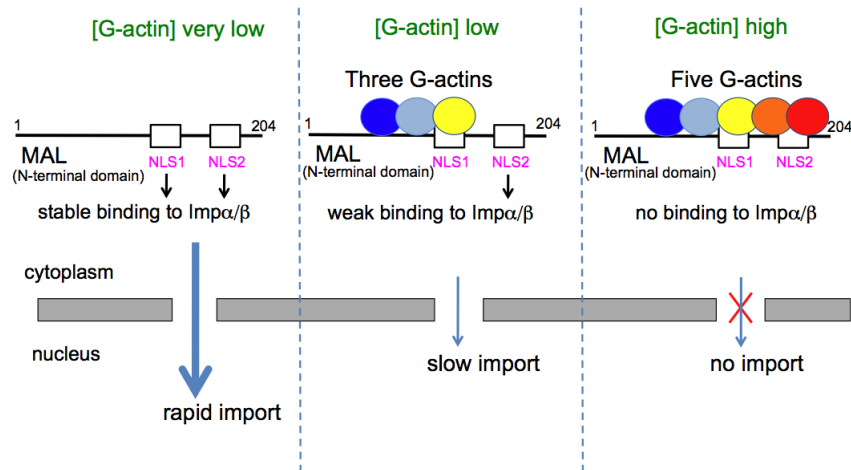 [G-actin] very low
1
204
MAL
(N-terminal domain)
NLS1
NLS2
stable binding to Impα/β
rapid import
[G-actin] low
Three G-actins
1
204
MAL
(N-terminal domain)
NLS1
NLS2
weak binding to Impα/β
slow import
[G-actin] high
Five G-actins
1
204
MAL
(N-terminal domain)
NLS1
NLS2
no binding to Impα/β
no import
cytoplasm
nucleus